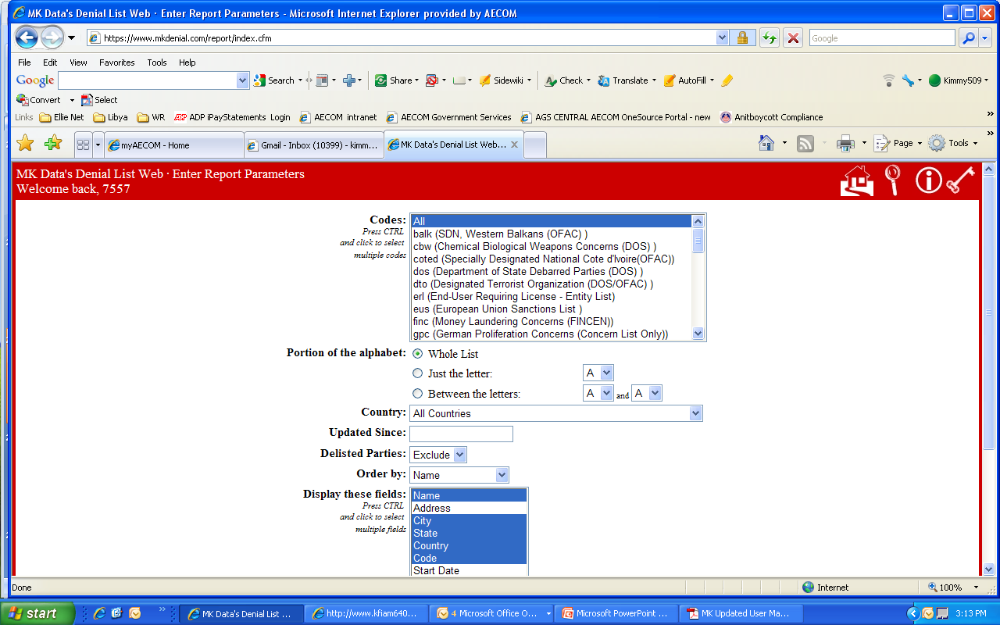 MK Data's Denial List Web · Enter Report Parameters - Microsoft Internet Explorer provided by AECOM
https://www.mkdenial.com/report/index.cfm
Google
File Edit View Favorites Tools Help
Google Search Share Sidewiki Check Translate AutoFill Kimmy509
Convert Select
Links Ellie Net Libya WR ADP ADP iPayStatements Login AECOM intranet AECOM Government Services AGS CENTRAL AECOM OneSource Portal - new Anitboycott Compliance
myAECOM - Home Gmail - Inbox (10399) - kimm... MK Data's Denial List Web... Page Tools
MK Data's Denial List Web · Enter Report Parameters
Welcome back, 7557
Codes:
Press CTRL
and click to select
multiple codes
All
balk (SDN, Western Balkans (OFAC) )
cbw (Chemical Biological Weapons Concerns (DOS) )
coted (Specially Designated National Cote d'Ivoire(OFAC))
dos (Department of State Debarred Parties (DOS) )
dto (Designated Terrorist Organization (DOS/OFAC) )
erl (End-User Requiring License - Entity List)
eus (European Union Sanctions List )
finc (Money Laundering Concerns (FINCEN))
gpc (German Proliferation Concerns (Concern List Only))
Portion of the alphabet: Whole List
Just the letter: A
Between the letters: A and A
Country: All Countries
Updated Since:
Delisted Parties: Exclude
Order by: Name
Display these fields:
Press CTRL
and click to select
multiple fields
Name
Address
City
State
Country
Code
Start Date
Done Internet 100%
start MK Data's Denial List ... http://www.kfiam640... 4 Microsoft Office O... Microsoft PowerPoint ... MK Updated User Ma... 3:13 PM